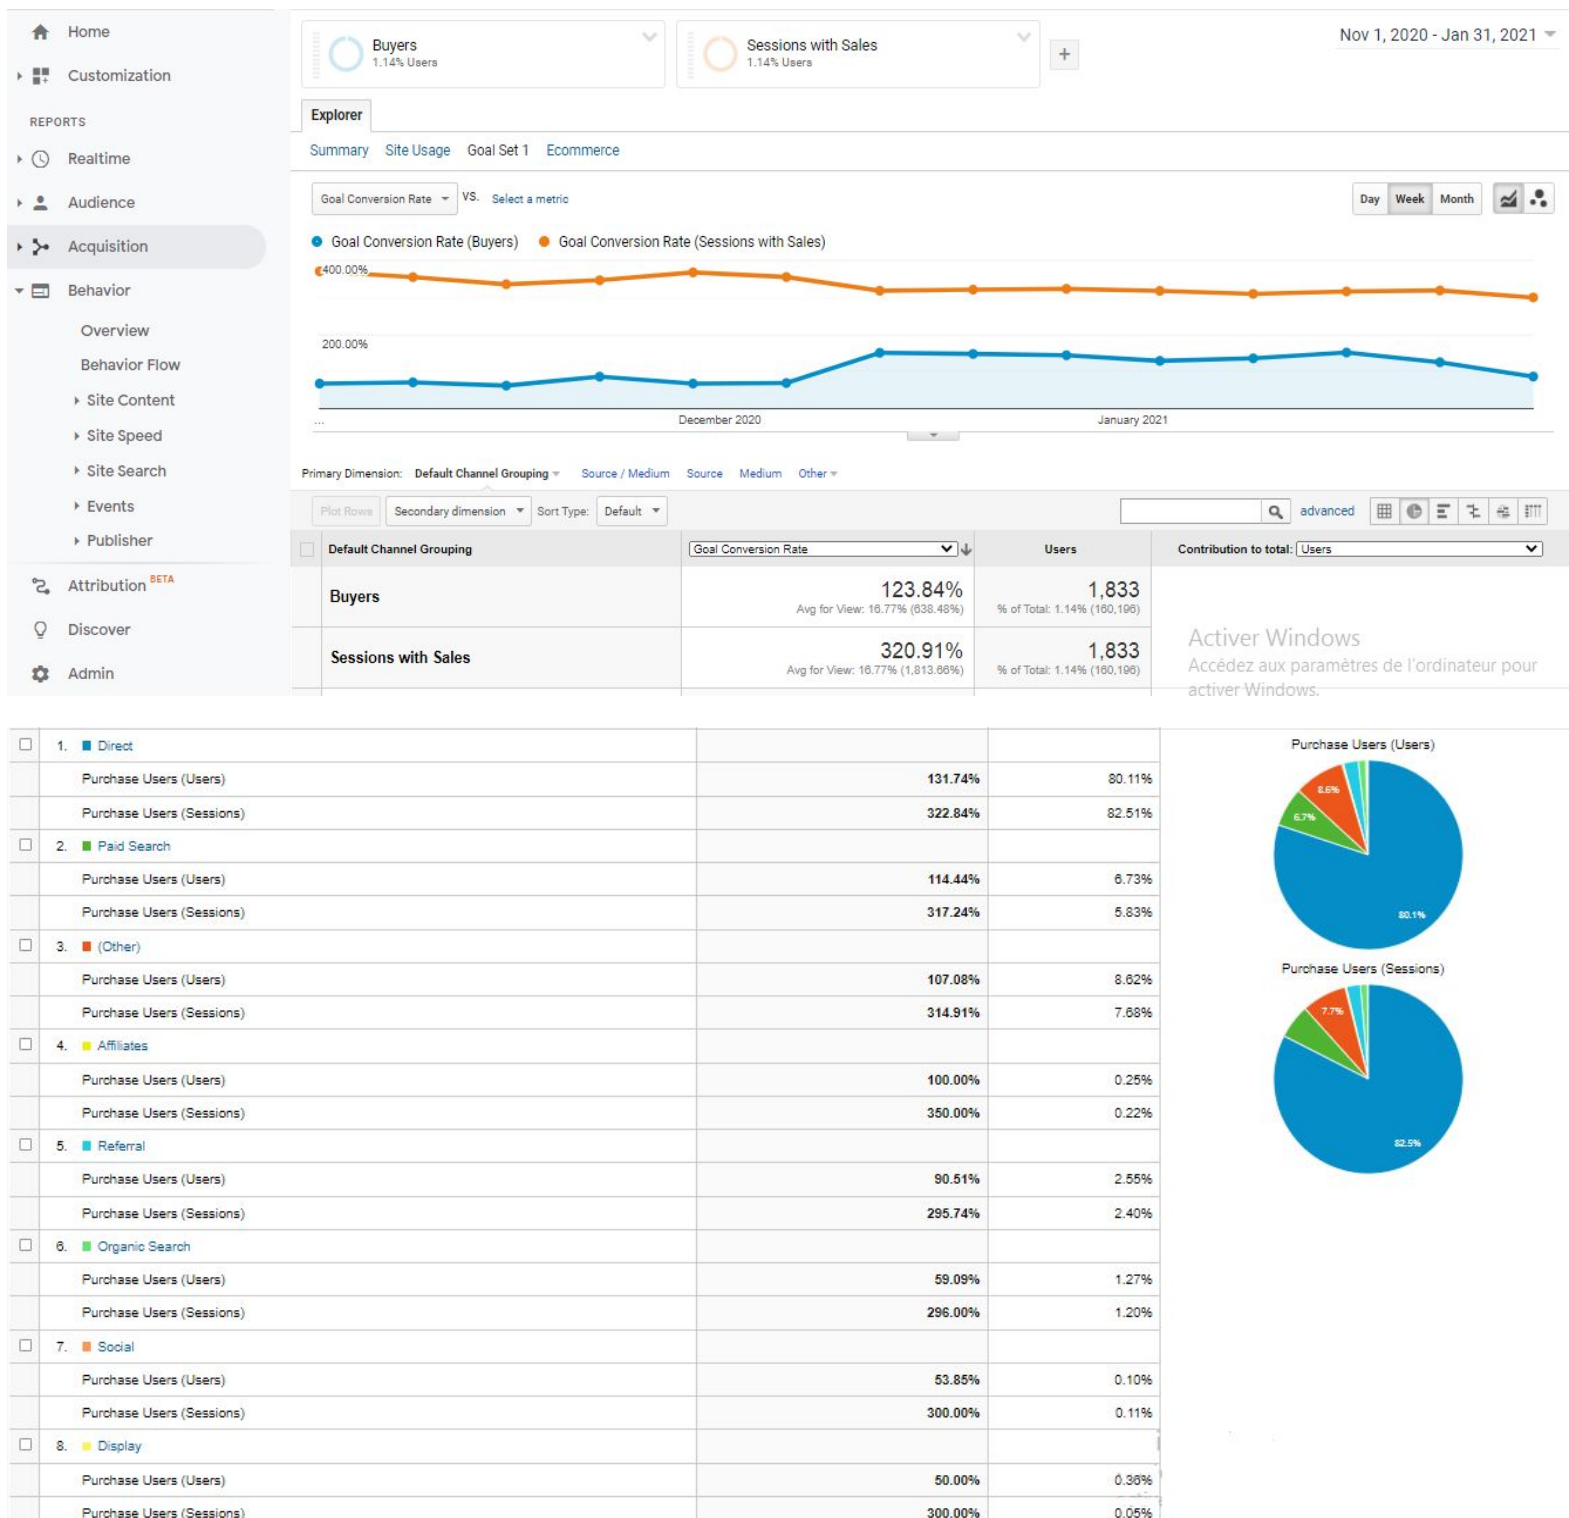 Home
Customization
REPORTS
Realtime
Audience
Acquisition
Behavior
Overview
Behavior Flow
Site Content
Site Speed
Site Search
Events
Publisher
Attribution BETA
Discover
Admin
Buyers
1.14% Users
Sessions with Sales
1.14% Users
+
Nov 1, 2020 - Jan 31, 2021
Explorer
Summary Site Usage Goal Set 1 Ecommerce
Goal Conversion Rate VS. Select a metric
Day Week Month
Goal Conversion Rate (Buyers) Goal Conversion Rate (Sessions with Sales)
400.00%
200.00%
... December 2020 January 2021
Primary Dimension: Default Channel Grouping Source / Medium Source Medium Other
Plot Rows Secondary dimension Sort Type: Default advanced
Default Channel Grouping Goal Conversion Rate Users Contribution to total: Users
Buyers 123.84% 1,833
Avg for View: 16.77% (638.48%) % of Total: 1.14% (160,196)
Sessions with Sales 320.91% 1,833
Avg for View: 16.77% (1,813.66%) % of Total: 1.14% (160,196)
Activer Windows
Accédez aux paramètres de l'ordinateur pour
activer Windows.
1. Direct
Purchase Users (Users) 131.74% 80.11%
Purchase Users (Sessions) 322.84% 82.51%
2. Paid Search
Purchase Users (Users) 114.44% 6.73%
Purchase Users (Sessions) 317.24% 5.83%
3. (Other)
Purchase Users (Users) 107.08% 8.62%
Purchase Users (Sessions) 314.91% 7.68%
4. Affiliates
Purchase Users (Users) 100.00% 0.25%
Purchase Users (Sessions) 350.00% 0.22%
5. Referral
Purchase Users (Users) 90.51% 2.55%
Purchase Users (Sessions) 295.74% 2.40%
6. Organic Search
Purchase Users (Users) 59.09% 1.27%
Purchase Users (Sessions) 296.00% 1.20%
7. Social
Purchase Users (Users) 53.85% 0.10%
Purchase Users (Sessions) 300.00% 0.11%
8. Display
Purchase Users (Users) 50.00% 0.36%
Purchase Users (Sessions) 300.00% 0.05%
Purchase Users (Users)
8.6%
6.7%
80.1%
Purchase Users (Sessions)
7.7%
82.5%